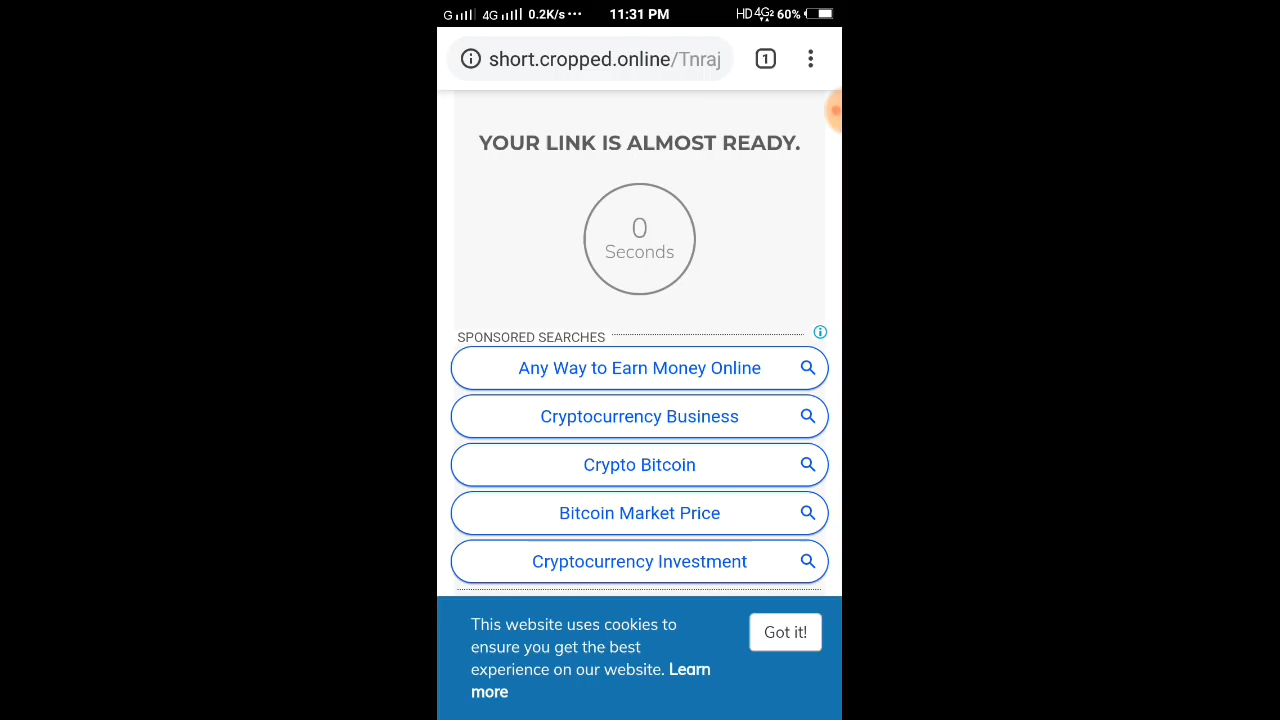 G 4G 0.2K/s ••• 11:31 PM HD 4G 2 60%
short.cropped.online/Tnraj 1
YOUR LINK IS ALMOST READY.
0
Seconds
SPONSORED SEARCHES
Any Way to Earn Money Online
Cryptocurrency Business
Crypto Bitcoin
Bitcoin Market Price
Cryptocurrency Investment
This website uses cookies to
ensure you get the best
experience on our website. Learn
more
Got it!